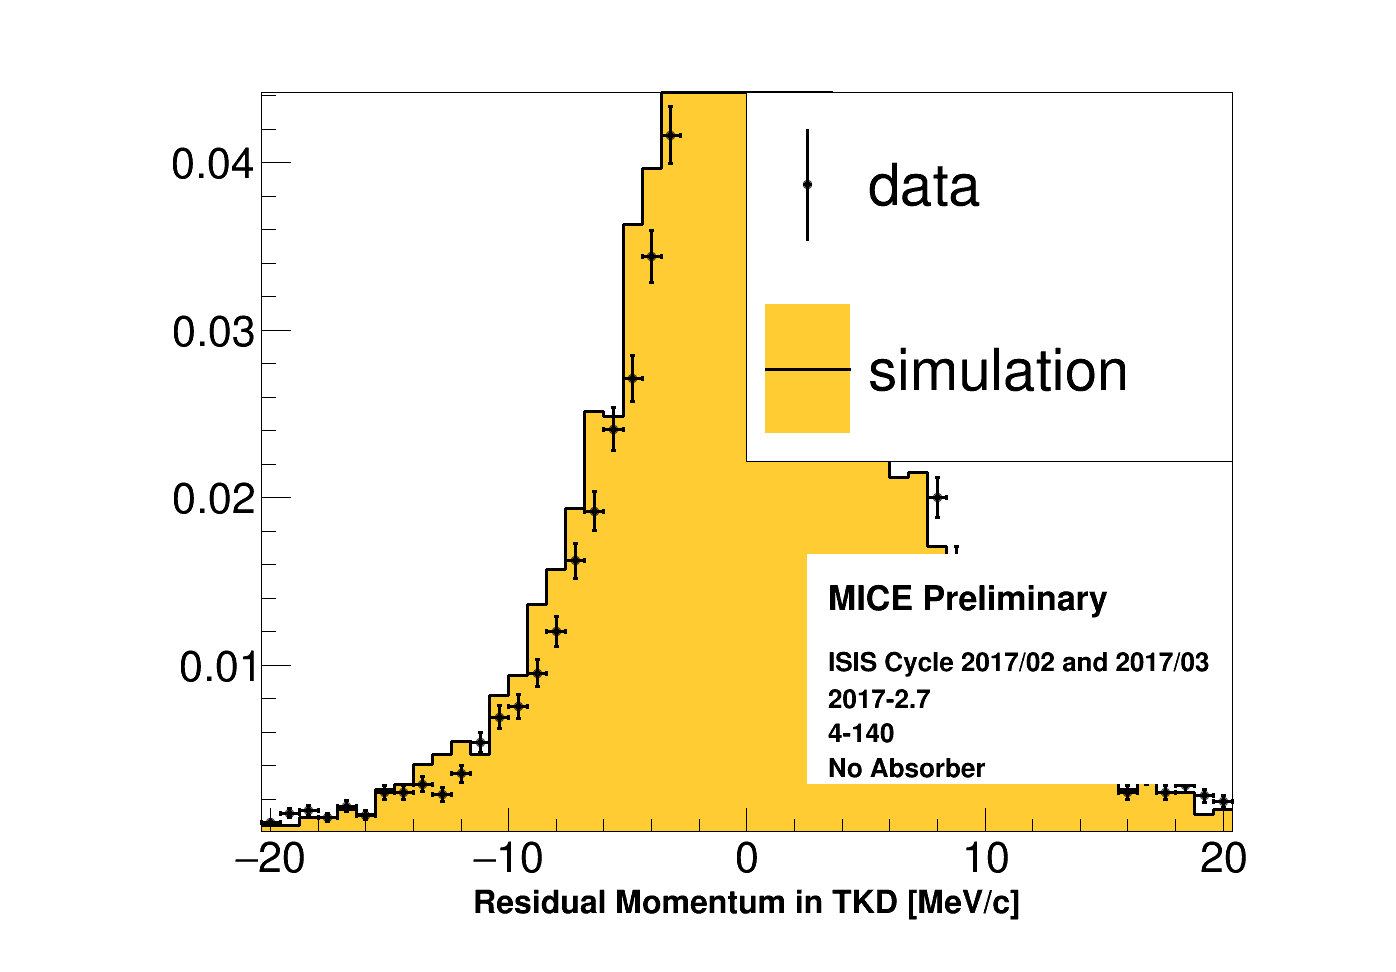 0.04
0.03
0.02
0.01
data
simulation
MICE Preliminary
ISIS Cycle 2017/02 and 2017/03
2017-2.7
4-140
No Absorber
−20 −10 0 10 20
Residual Momentum in TKD [MeV/c]